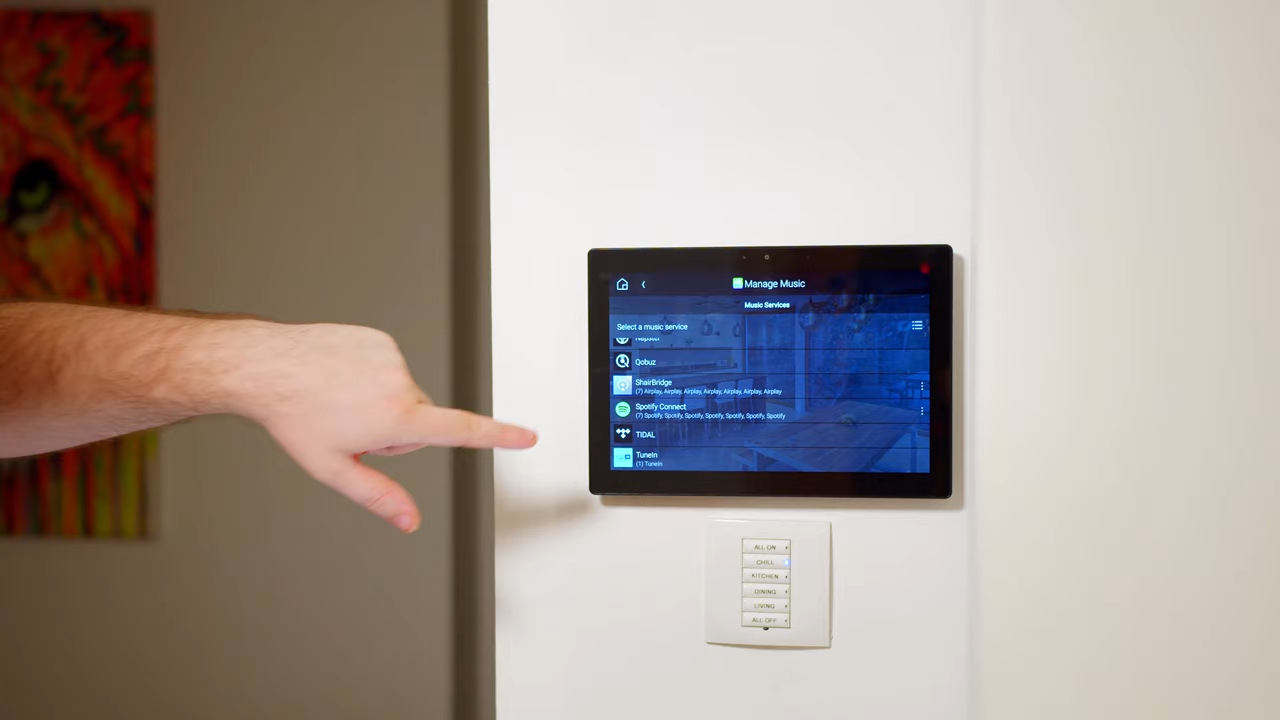 Manage Music
Music Services
Select a music service
Napster
Qobuz
ShairBridge
(7) Airplay, Airplay, Airplay, Airplay, Airplay, Airplay, Airplay
Spotify Connect
(7) Spotify, Spotify, Spotify, Spotify, Spotify, Spotify, Spotify
TIDAL
TuneIn
(1) TuneIn
ALL ON
CHILL
KITCHEN
DINING
LIVING
ALL OFF